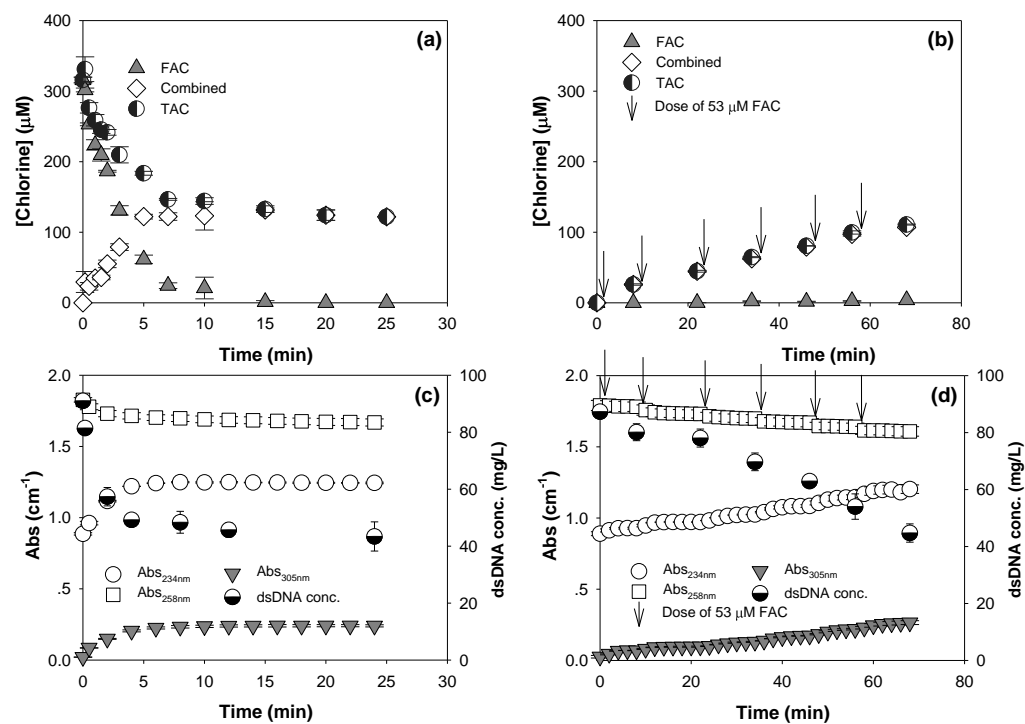 (a)
400
300
200
100
0
[Chlorine] (μM)
FAC
Combined
TAC
0 5 10 15 20 25 30
Time (min)
(b)
400
300
200
100
0
[Chlorine] (μM)
FAC
Combined
TAC
Dose of 53 μM FAC
0 20 40 60 80
Time (min)
(c)
2.0
1.5
1.0
.5
0.0
Abs (cm⁻¹)
100
80
60
40
20
0
dsDNA conc. (mg/L)
Abs₂₃₄ₙₘ
Abs₂₅₈ₙₘ
Abs₃₀₅ₙₘ
dsDNA conc.
0 5 10 15 20 25 30
Time (min)
(d)
2.0
1.5
1.0
.5
0.0
Abs (cm⁻¹)
100
80
60
40
20
0
dsDNA conc. (mg/L)
Abs₂₃₄ₙₘ
Abs₂₅₈ₙₘ
Abs₃₀₅ₙₘ
dsDNA conc.
Dose of 53 μM FAC
0 20 40 60 80
Time (min)